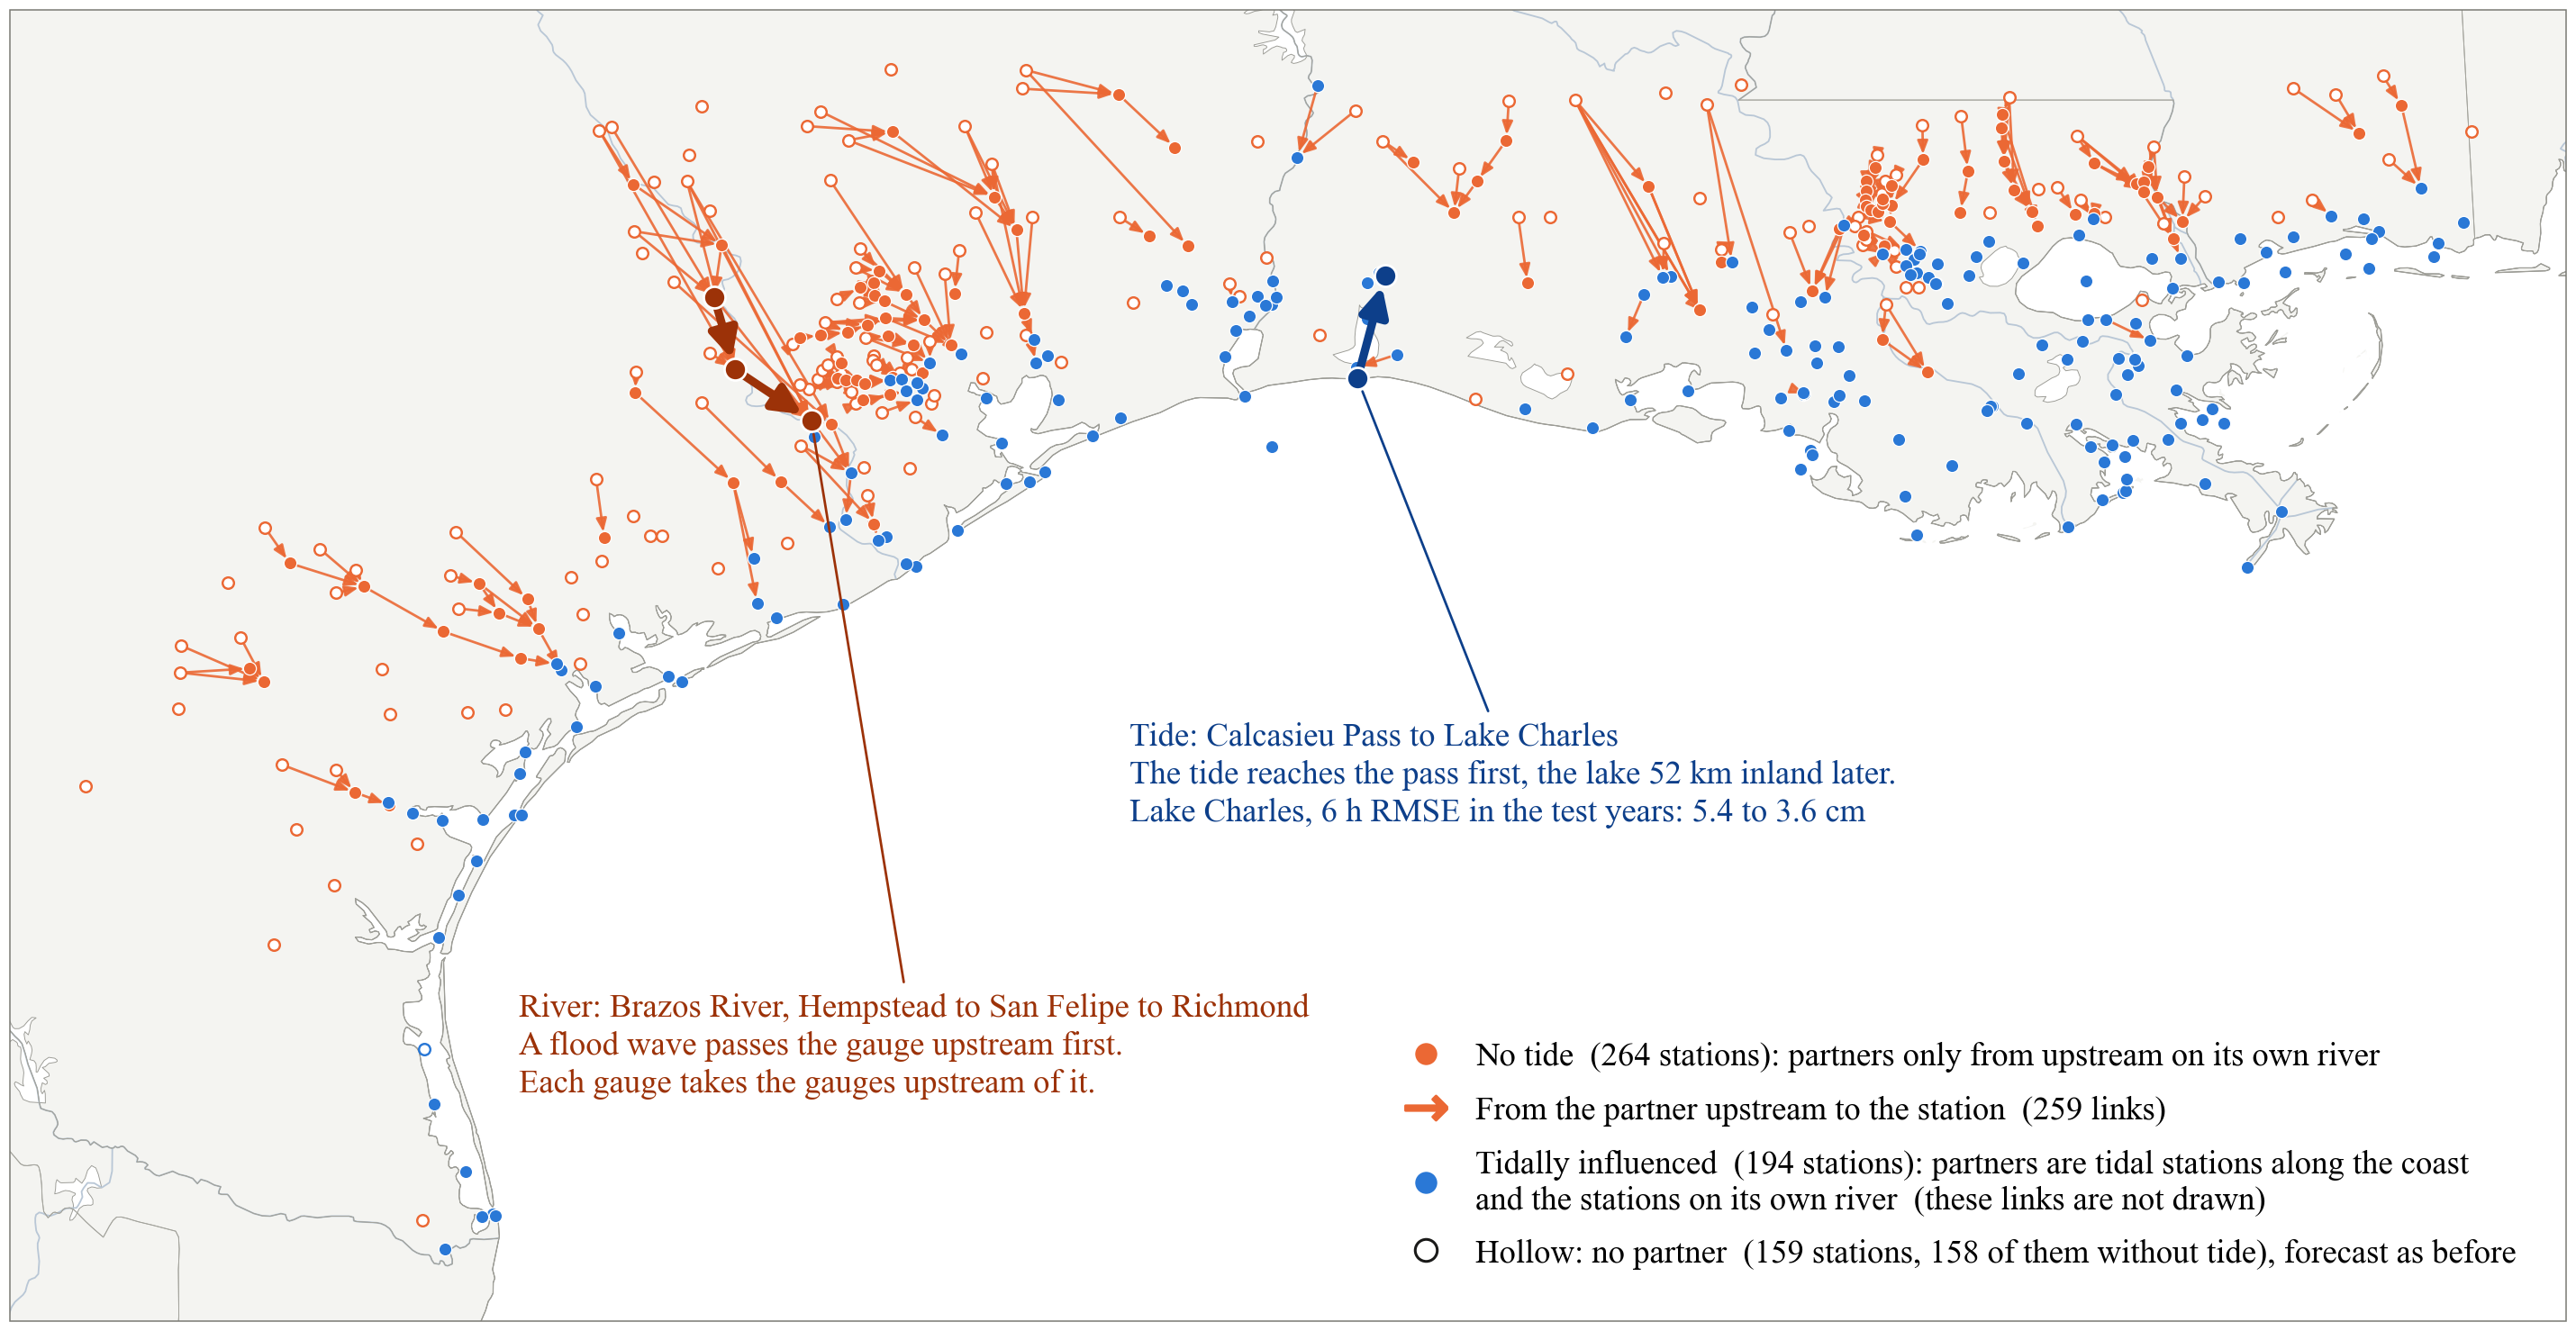 Tide: Calcasieu Pass to Lake Charles
The tide reaches the pass first, the lake 52 km inland later.
Lake Charles, 6 h RMSE in the test years: 5.4 to 3.6 cm
River: Brazos River, Hempstead to San Felipe to Richmond
A flood wave passes the gauge upstream first.
Each gauge takes the gauges upstream of it.
No tide (264 stations): partners only from upstream on its own river
From the partner upstream to the station (259 links)
Tidally influenced (194 stations): partners are tidal stations along the coast
and the stations on its own river (these links are not drawn)
Hollow: no partner (159 stations, 158 of them without tide), forecast as before